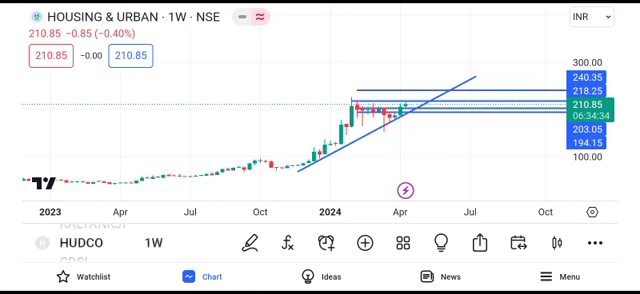 HOUSING & URBAN · 1W · NSE
INR
210.85 −0.85 (−0.40%)
210.85 −0.00 210.85
300.00
240.35
218.25
210.85
06:34:34
203.05
194.15
100.00
2023 Apr Jul Oct 2024 Apr Jul Oct
HUDCO 1W
Watchlist Chart Ideas News Menu